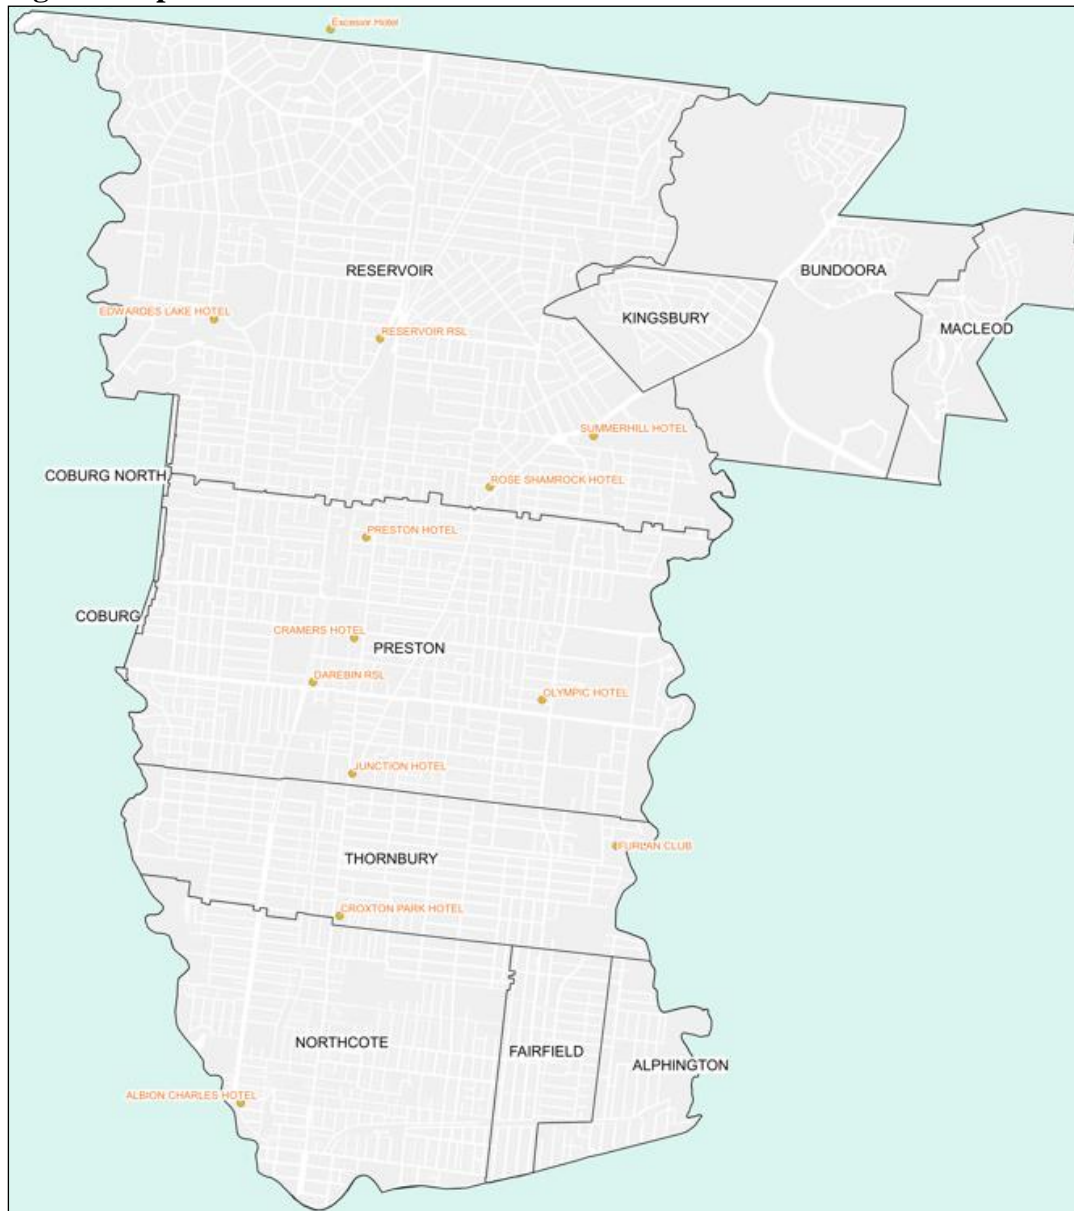 Excelsior Hotel
RESERVOIR
BUNDOORA
EDWARDES LAKE HOTEL
KINGSBURY
RESERVOIR RSL
MACLEOD
SUMMERHILL HOTEL
COBURG NORTH
ROSE SHAMROCK HOTEL
PRESTON HOTEL
COBURG
CRAMERS HOTEL
PRESTON
DAREBIN RSL
OLYMPIC HOTEL
JUNCTION HOTEL
THORNBURY
FURLAN CLUB
CROXTON PARK HOTEL
NORTHCOTE
FAIRFIELD
ALPHINGTON
ALBION CHARLES HOTEL